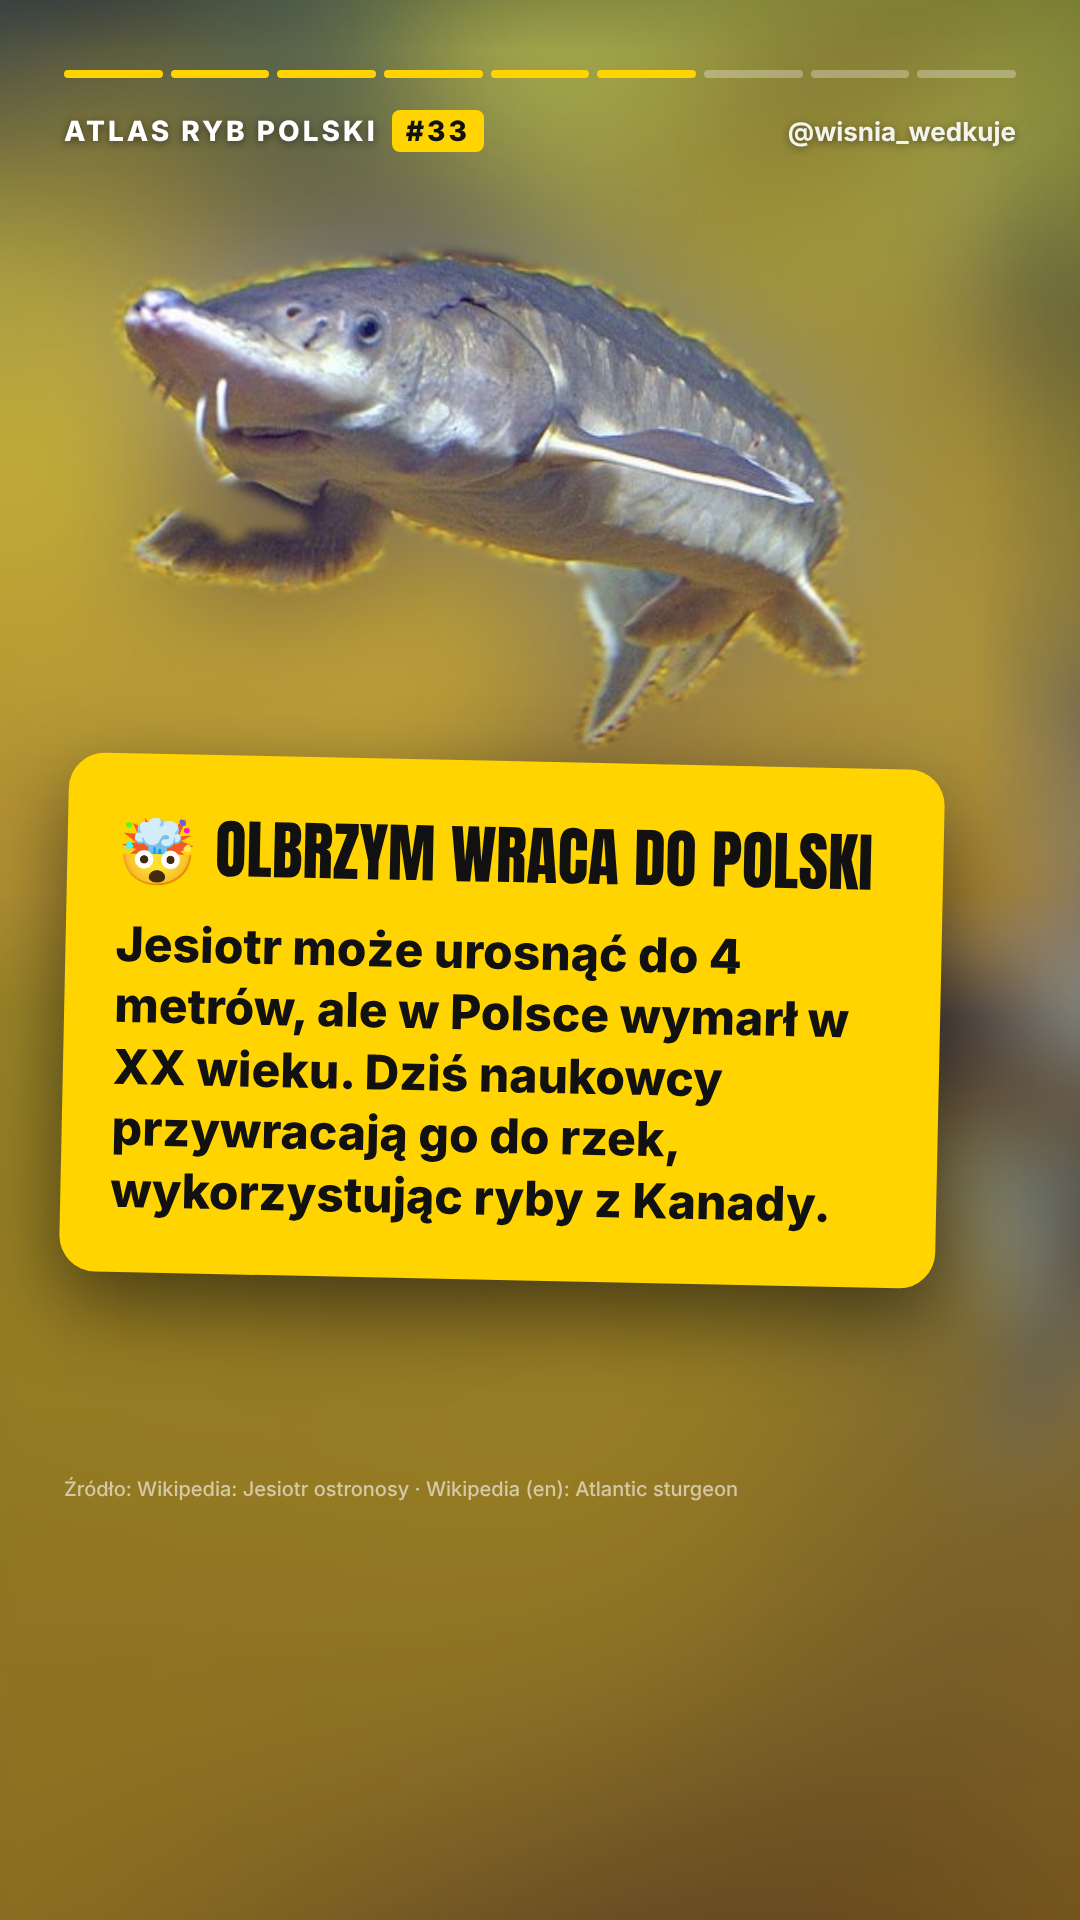 ATLAS RYB POLSKI #33
@wisnia_wedkuje
🤯 OLBRZYM WRACA DO POLSKI
Jesiotr może urosnąć do 4
metrów, ale w Polsce wymarł w
XX wieku. Dziś naukowcy
przywracają go do rzek,
wykorzystując ryby z Kanady.
Źródło: Wikipedia: Jesiotr ostronosy · Wikipedia (en): Atlantic sturgeon